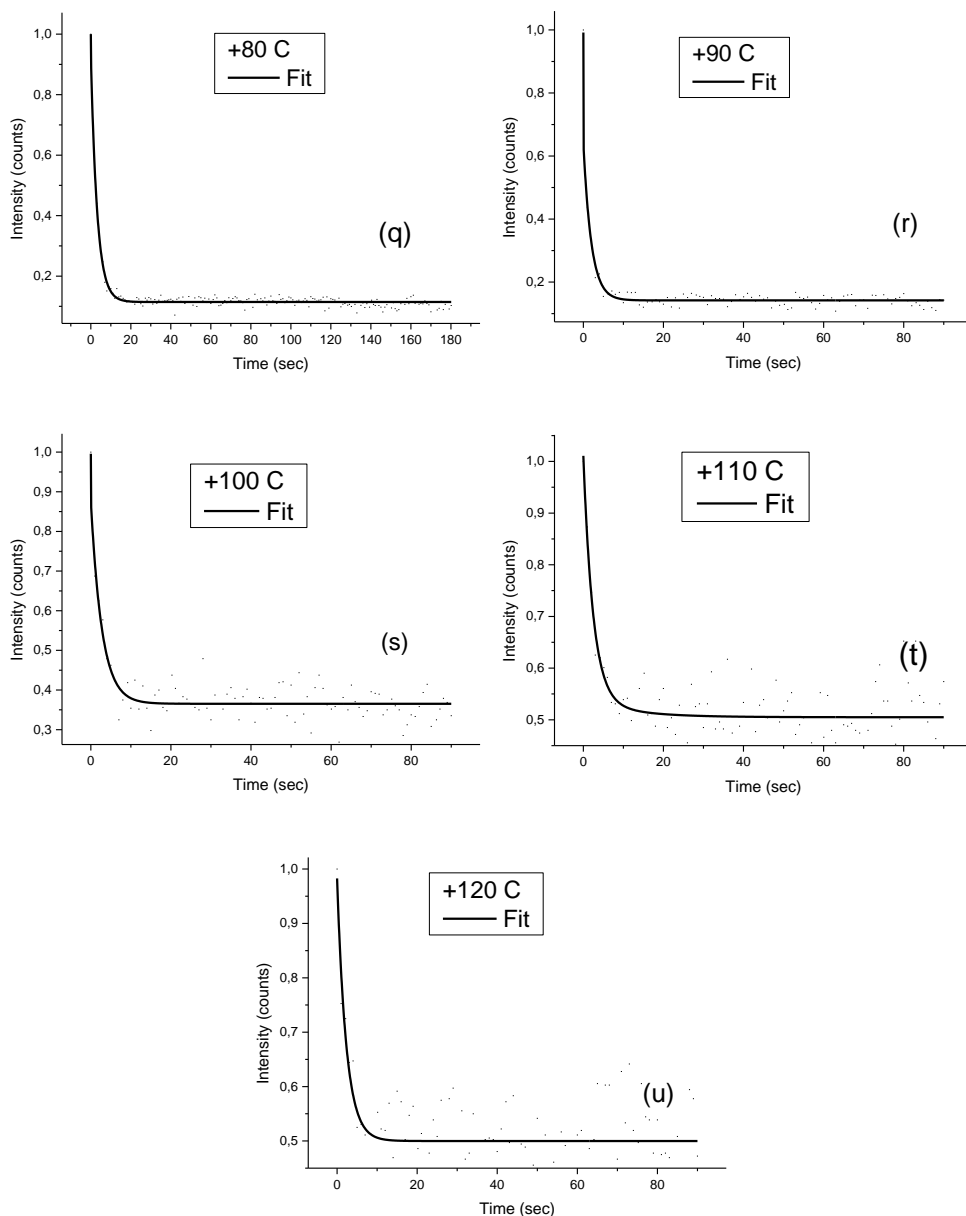 +80 C
Fit
(q)
Intensity (counts)
1,0
0,8
0,6
0,4
0,2
0 20 40 60 80 100 120 140 160 180
Time (sec)
+90 C
Fit
(r)
Intensity (counts)
1,0
0,8
0,6
0,4
0,2
0 20 40 60 80
Time (sec)
+100 C
Fit
(s)
Intensity (counts)
1,0
0,9
0,8
0,7
0,6
0,5
0,4
0,3
0 20 40 60 80
Time (sec)
+110 C
Fit
(t)
Intensity (counts)
1,0
0,9
0,8
0,7
0,6
0,5
0 20 40 60 80
Time (sec)
+120 C
Fit
(u)
Intensity (counts)
1,0
0,9
0,8
0,7
0,6
0,5
0 20 40 60 80
Time (sec)